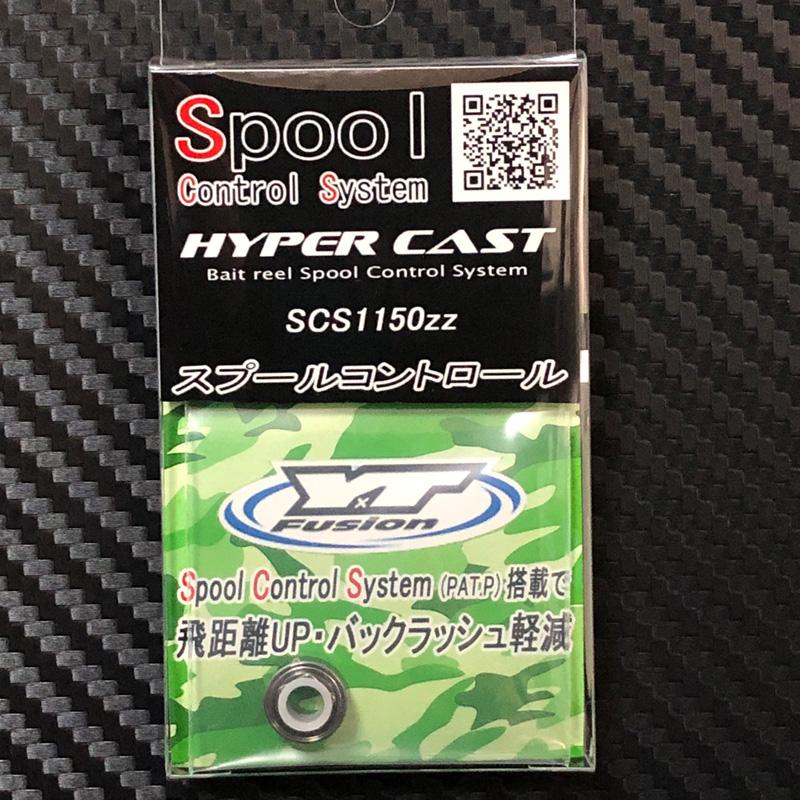 Spool
Control System
HYPER CAST
Bait reel Spool Control System
SCS1150zz
スプールコントロール
YT
Fusion
Spool Control System (PAT.P) 搭載で
飛距離UP・バックラッシュ軽減